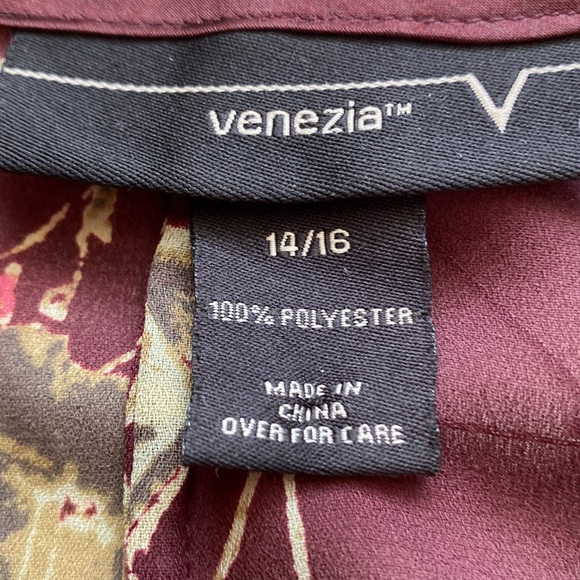 venezia™
14/16
100% POLYESTER
MADE IN
CHINA
OVER FOR CARE